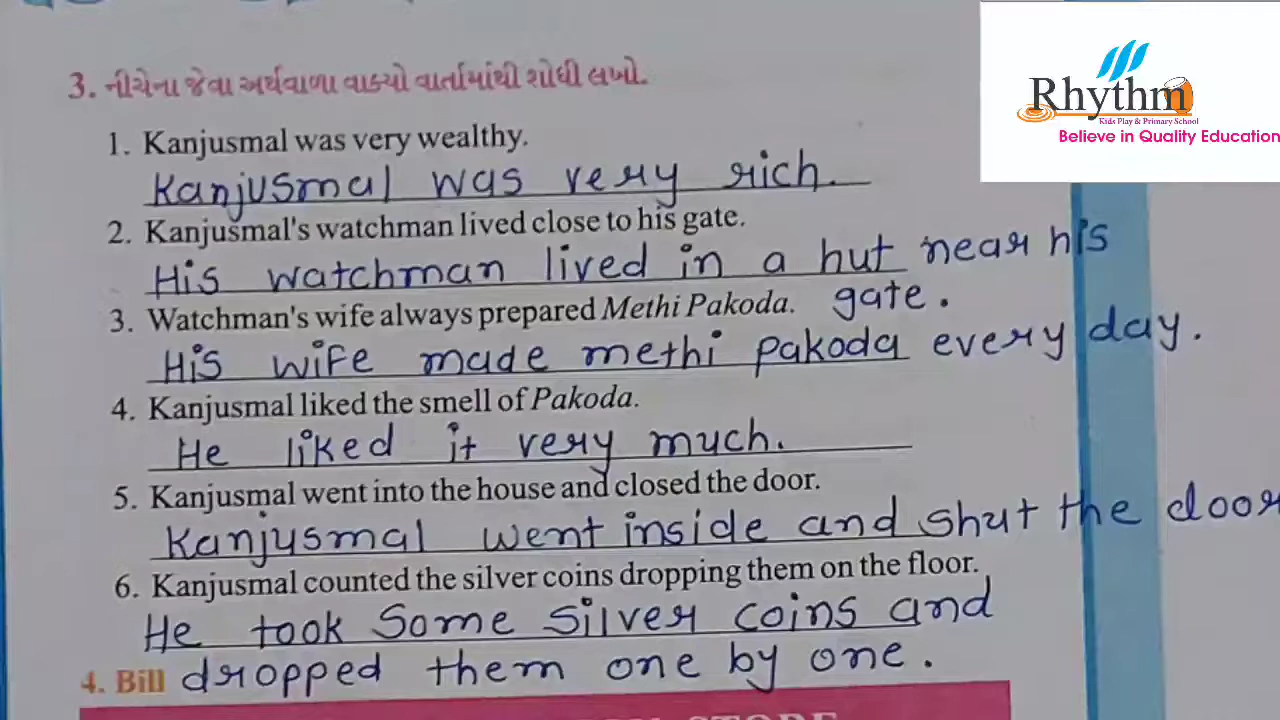 Rhythm
Kids Play & Primary School
Believe in Quality Education
3. નીચેના જેવા અર્થવાળા વાક્યો વાર્તામાંથી શોધી લખો.
1. Kanjusmal was very wealthy.
Kanjusmal was very rich.
2. Kanjusmal's watchman lived close to his gate.
His watchman lived in a hut near his
gate.
3. Watchman's wife always prepared Methi Pakoda.
His wife made methi pakoda every day.
4. Kanjusmal liked the smell of Pakoda.
He liked it very much.
5. Kanjusmal went into the house and closed the door.
Kanjusmal went inside and shut the door
6. Kanjusmal counted the silver coins dropping them on the floor.
He took Some silver coins and
dropped them one by one.
4. Bill